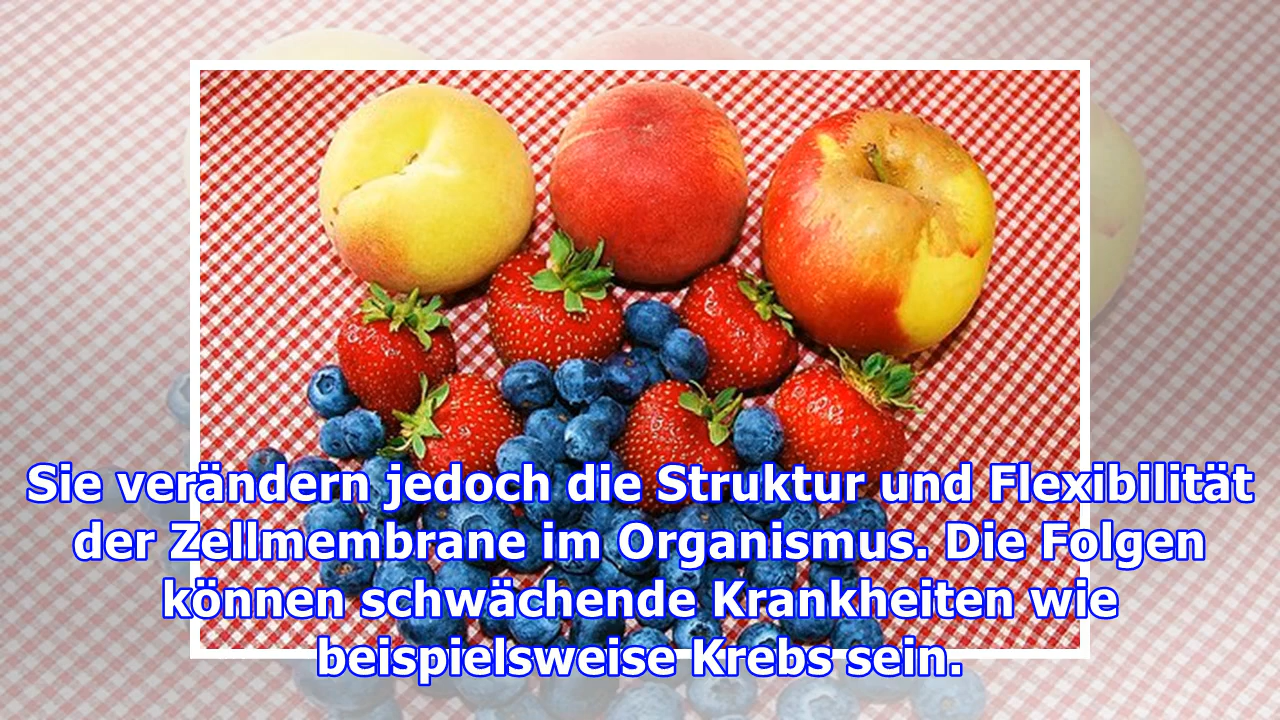 Sie verändern jedoch die Struktur und Flexibilität
der Zellmembrane im Organismus. Die Folgen
können schwächende Krankheiten wie
beispielsweise Krebs sein.